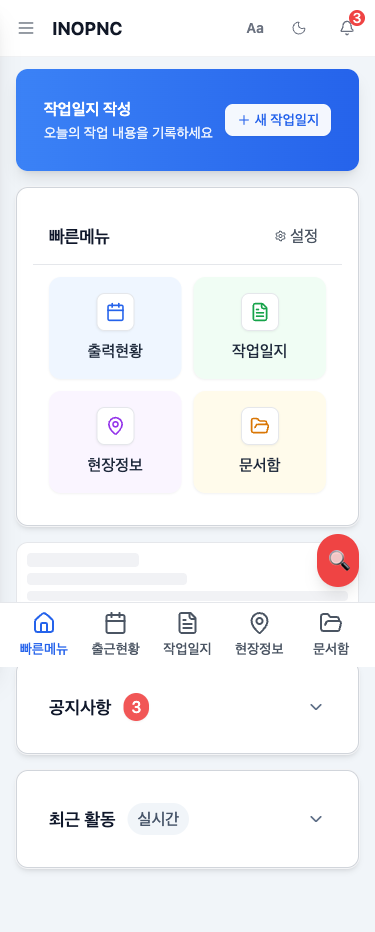 INOPNC
Aa
3
작업일지 작성
오늘의 작업 내용을 기록하세요
새 작업일지
빠른메뉴
설정
출력현황
작업일지
현장정보
문서함
빠른메뉴
출근현황
작업일지
현장정보
문서함
공지사항
3
최근 활동
실시간